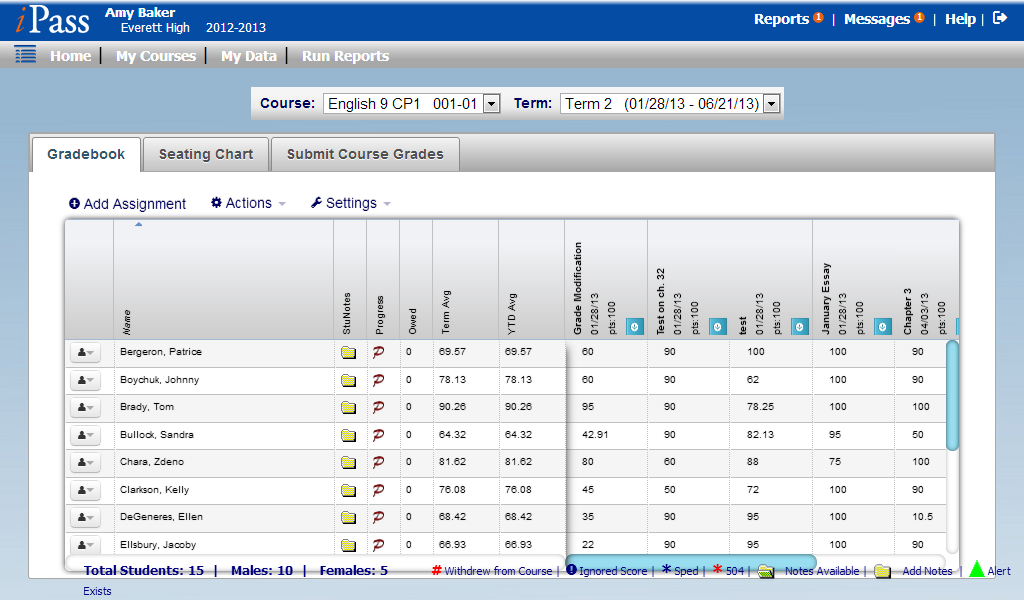 iPass
Amy Baker
Everett High 2012-2013
Reports 1 | Messages 1 | Help |
Home | My Courses | My Data | Run Reports
Course: English 9 CP1 001-01 Term: Term 2 (01/28/13 - 06/21/13)
Gradebook Seating Chart Submit Course Grades
Add Assignment Actions Settings
Name
StuNotes
Progress
Owed
Term Avg
YTD Avg
Grade Modification
01/28/13
pts:100
Test on ch. 32
01/28/13
pts:100
test
01/28/13
pts:100
January Essay
01/28/13
pts:100
Chapter 3
04/03/13
pts:100
Bergeron, Patrice P 0 69.57 69.57 60 90 100 100 90
Boychuk, Johnny P 0 78.13 78.13 60 90 62 100 90
Brady, Tom P 0 90.26 90.26 95 90 78.25 100 100
Bullock, Sandra P 0 64.32 64.32 42.91 90 82.13 95 50
Chara, Zdeno P 0 81.62 81.62 80 60 88 75 100
Clarkson, Kelly P 0 76.08 76.08 45 50 72 100 90
DeGeneres, Ellen P 0 68.42 68.42 35 90 95 100 10.5
Ellsbury, Jacoby P 0 66.93 66.93 22 90 95 100 90
Total Students: 15 | Males: 10 | Females: 5 # Withdrew from Course | Ignored Score | * Sped | * 504 | Notes Available | Add Notes | Alert
Exists